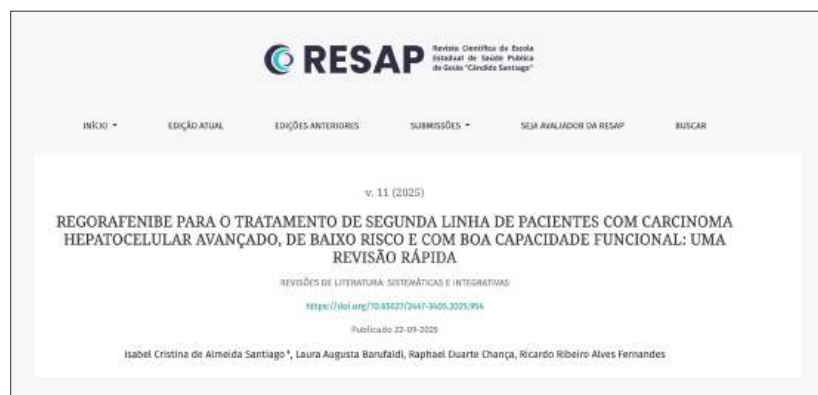 RESAP
Revista Científica da Escola
Estadual de Saúde Pública
de Goiás "Cândido Santiago"
INÍCIO EDIÇÃO ATUAL EDIÇÕES ANTERIORES SUBMISSÕES SEJA AVALIADOR DA RESAP BUSCAR
v. 11 (2025)
REGORAFENIBE PARA O TRATAMENTO DE SEGUNDA LINHA DE PACIENTES COM CARCINOMA
HEPATOCELULAR AVANÇADO, DE BAIXO RISCO E COM BOA CAPACIDADE FUNCIONAL: UMA
REVISÃO RÁPIDA
REVISÕES DE LITERATURA: SISTEMÁTICAS E INTEGRATIVAS
https://doi.org/10.65027/2447-3405.2025.954
Publicado 22-09-2025
Isabel Cristina de Almeida Santiago*, Laura Augusta Barufaldi, Raphael Duarte Chança, Ricardo Ribeiro Alves Fernandes